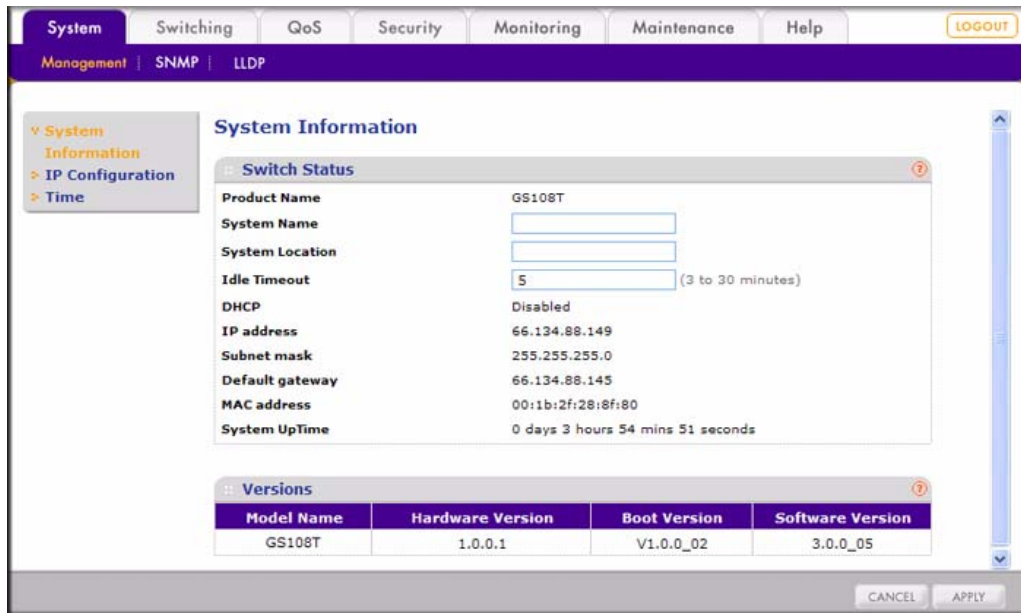 System Switching QoS Security Monitoring Maintenance Help LOGOUT
Management SNMP LLDP
System Information
IP Configuration
Time
System Information
Switch Status
Product Name GS108T
System Name
System Location
Idle Timeout 5 (3 to 30 minutes)
DHCP Disabled
IP address 66.134.88.149
Subnet mask 255.255.255.0
Default gateway 66.134.88.145
MAC address 00:1b:2f:28:8f:80
System UpTime 0 days 3 hours 54 mins 51 seconds
Versions
Model Name Hardware Version Boot Version Software Version
GS108T 1.0.0.1 V1.0.0_02 3.0.0_05
CANCEL APPLY